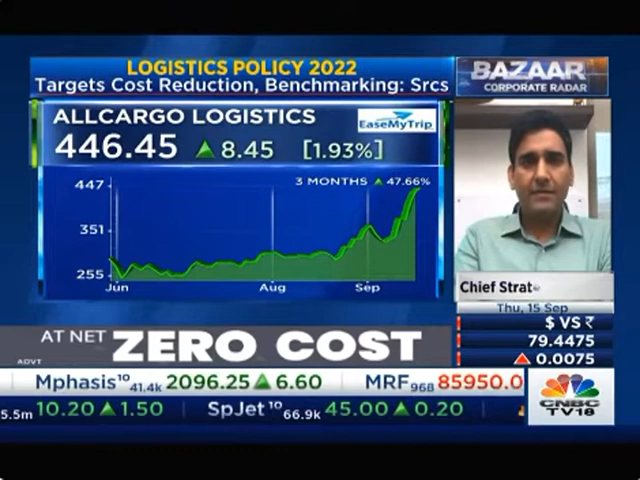 LOGISTICS POLICY 2022
Targets Cost Reduction, Benchmarking: Srcs
BAZAAR
CORPORATE RADAR
ALLCARGO LOGISTICS
EaseMyTrip
446.45 ▲ 8.45 [1.93%]
3 MONTHS ▲ 47.66%
447
351
255
Jun Aug Sep
Chief Strat
Thu, 15 Sep
$ VS ₹
79.4475
▲ 0.0075
AT NET ZERO COST
ADVT
Mphasis 10 41.4k 2096.25 ▲ 6.60 MRF 968 85950.0
5.5m 10.20 ▲ 1.50 SpJet 10 66.9k 45.00 ▲ 0.20
CNBC
TV18